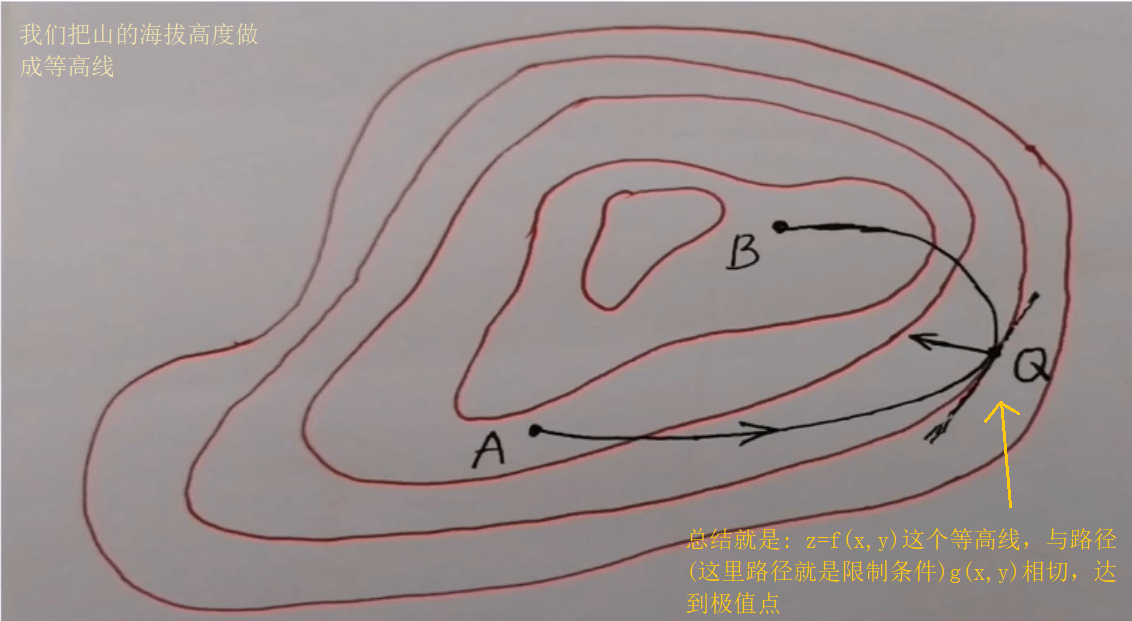 我们把山的海拔高度做
成等高线
B
Q
A
总结就是: z=f(x,y)这个等高线，与路径
(这里路径就是限制条件)g(x,y)相切，达
到极值点